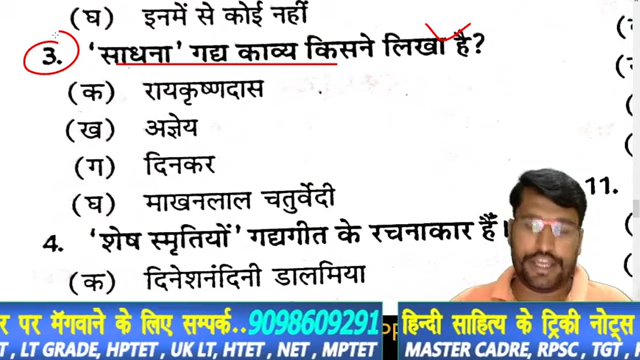 (घ) इनमें से कोई नहीं
3. ‘साधना’ गद्य काव्य किसने लिखा है?
(क) रायकृष्णदास
(ख) अज्ञेय
(ग) दिनकर
(घ) माखनलाल चतुर्वेदी
11.
4. ‘शेष स्मृतियों’ गद्यगीत के रचनाकार हैं।
(क) दिनेशनंदिनी डालमिया
र पर मॅगवाने के लिए सम्पर्क..9098609291
हिन्दी साहित्य के ट्रिकी नोट्स
, LT GRADE, HPTET, UK LT, HTET, NET, MPTET
MASTER CADRE, RPSC, TGT,